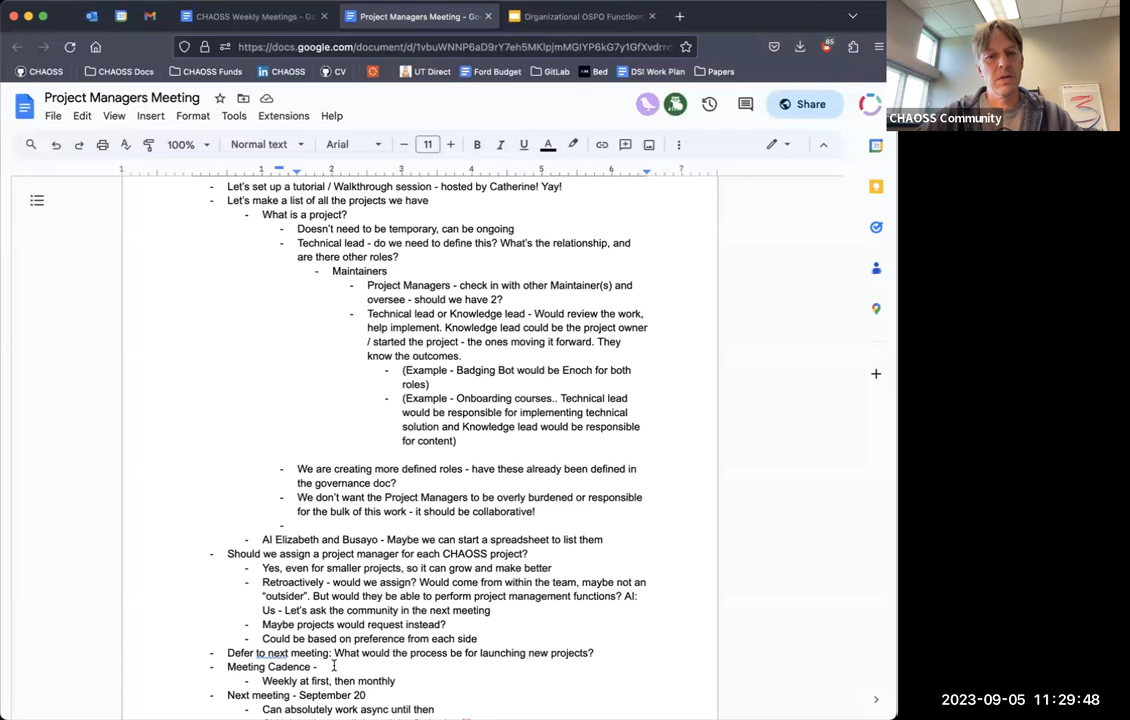 CHAOSS Weekly Meetings - Go
Project Managers Meeting - Go
Organizational OSPO Function
https://docs.google.com/document/d/1vbuWNNP6aD9rY7eh5MKlpjmMGlYP6kG7y1GfXvdrr
85
CHAOSS
CHAOSS Docs
CHAOSS Funds
CHAOSS
CV
UT Direct
Ford Budget
GitLab
Bed
DSI Work Plan
Papers
Project Managers Meeting
File Edit View Insert Format Tools Extensions Help
Share
CHAOSS Community
100% Normal text Arial 11
1 1 2 3 4 5 6 7
- Let's set up a tutorial / Walkthrough session - hosted by Catherine! Yay!
- Let's make a list of all the projects we have
- What is a project?
- Doesn't need to be temporary, can be ongoing
- Technical lead - do we need to define this? What's the relationship, and
are there other roles?
- Maintainers
- Project Managers - check in with other Maintainer(s) and
oversee - should we have 2?
- Technical lead or Knowledge lead - Would review the work,
help implement. Knowledge lead could be the project owner
/ started the project - the ones moving it forward. They
know the outcomes.
- (Example - Badging Bot would be Enoch for both
roles)
- (Example - Onboarding courses.. Technical lead
would be responsible for implementing technical
solution and Knowledge lead would be responsible
for content)
- We are creating more defined roles - have these already been defined in
the governance doc?
- We don't want the Project Managers to be overly burdened or responsible
for the bulk of this work - it should be collaborative!
-
- AI Elizabeth and Busayo - Maybe we can start a spreadsheet to list them
- Should we assign a project manager for each CHAOSS project?
- Yes, even for smaller projects, so it can grow and make better
- Retroactively - would we assign? Would come from within the team, maybe not an
"outsider". But would they be able to perform project management functions? AI:
Us - Let's ask the community in the next meeting
- Maybe projects would request instead?
- Could be based on preference from each side
- Defer to next meeting: What would the process be for launching new projects?
- Meeting Cadence -
- Weekly at first, then monthly
- Next meeting - September 20
- Can absolutely work async until then
2023-09-05 11:29:48